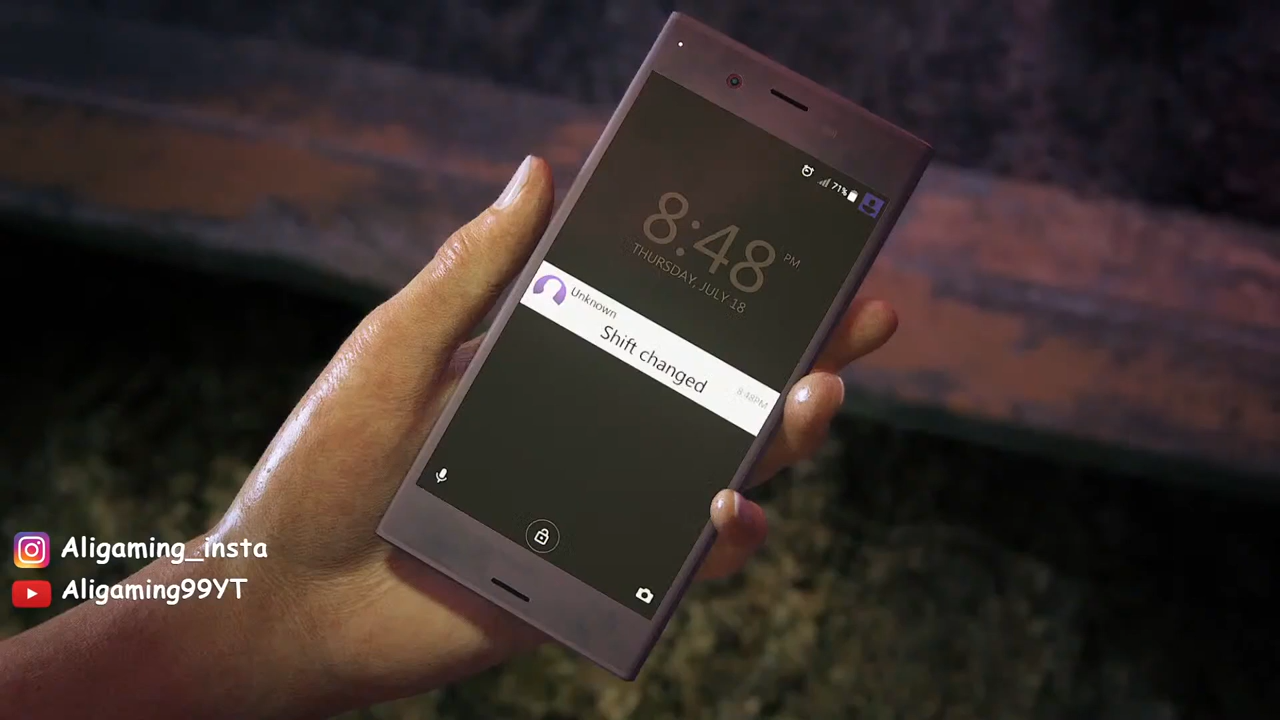 71%
8:48 PM
THURSDAY, JULY 18
Unknown
Shift changed
8:48PM
Aligaming_insta
Aligaming99YT